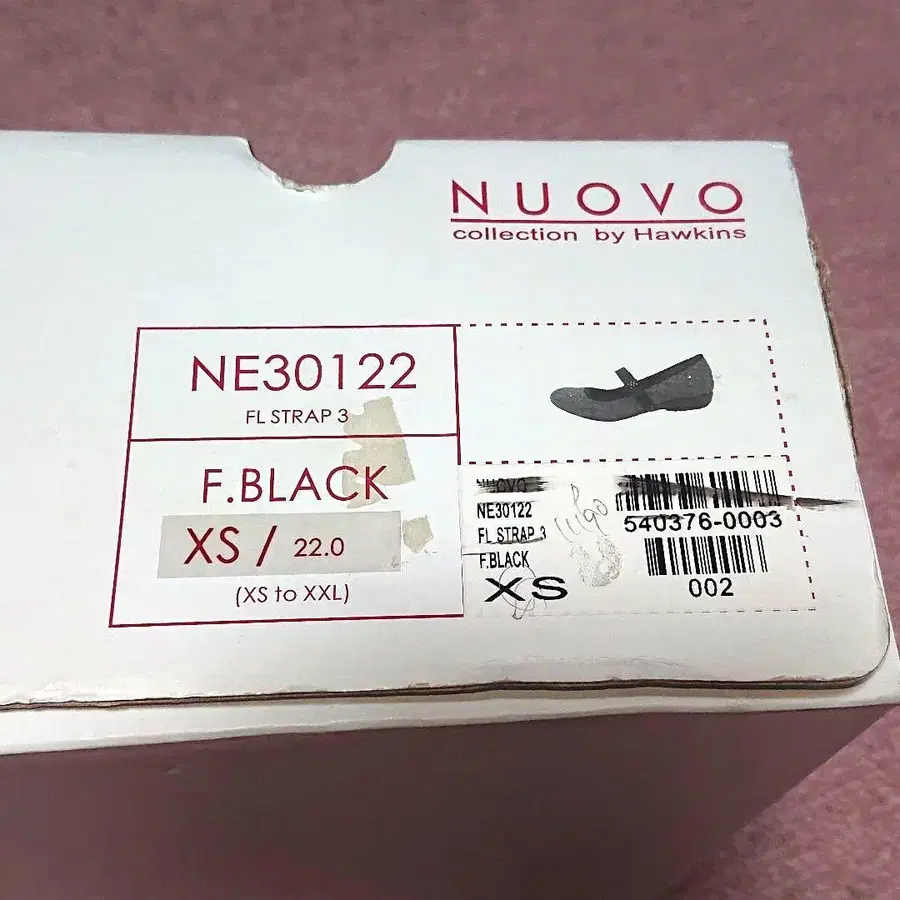 NUOVO
collection by Hawkins
NE30122
FL STRAP 3
F.BLACK
XS / 22.0
(XS to XXL)
NUOVO
NE30122
FL STRAP 3
F.BLACK
XS
540376-0003
002